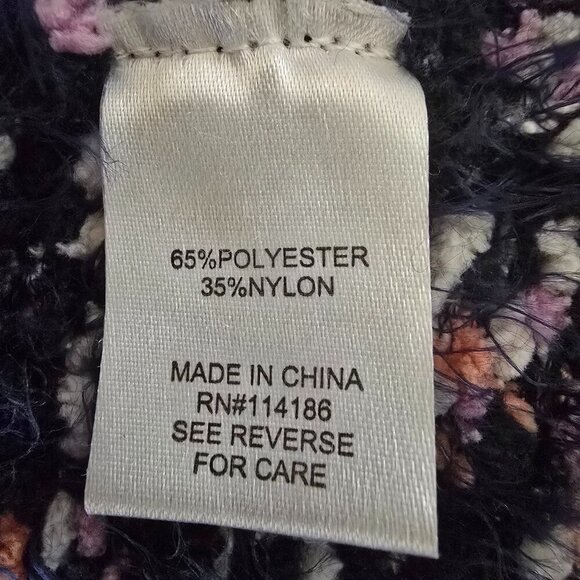 65%POLYESTER
35%NYLON
MADE IN CHINA
RN#114186
SEE REVERSE
FOR CARE